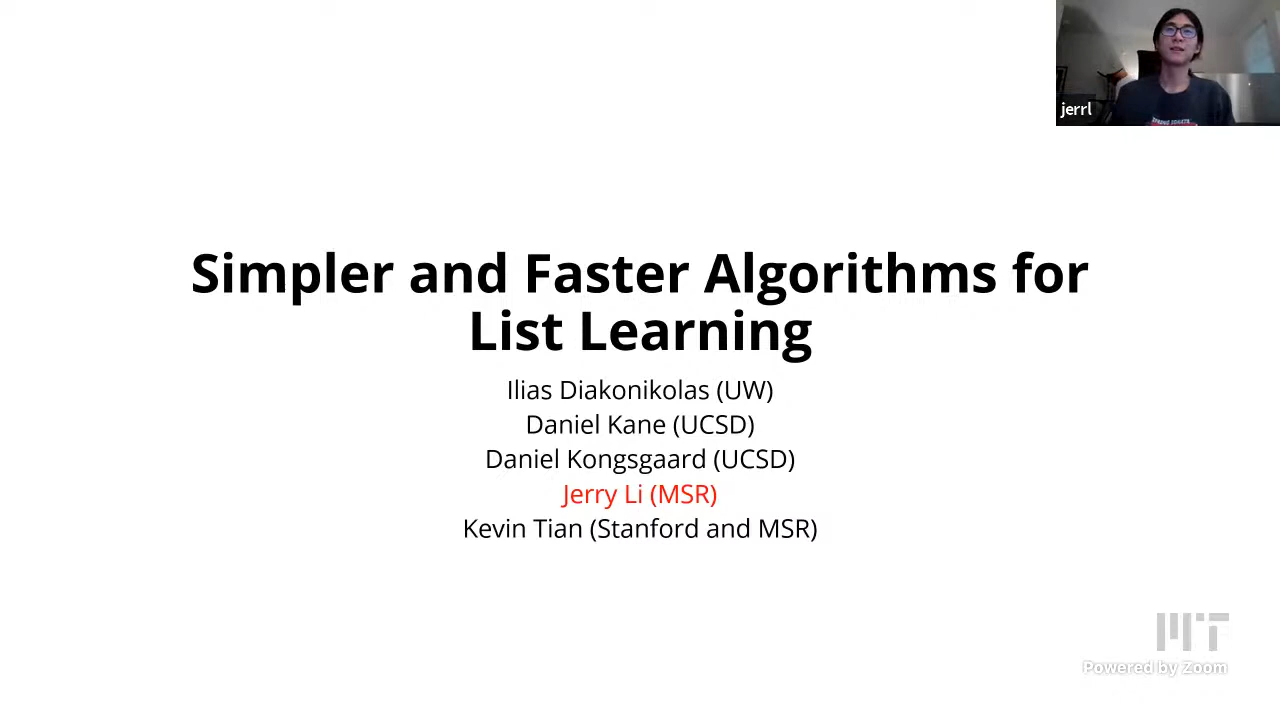 jerrl
Simpler and Faster Algorithms for
List Learning
Ilias Diakonikolas (UW)
Daniel Kane (UCSD)
Daniel Kongsgaard (UCSD)
Jerry Li (MSR)
Kevin Tian (Stanford and MSR)
MIT
Powered by Zoom